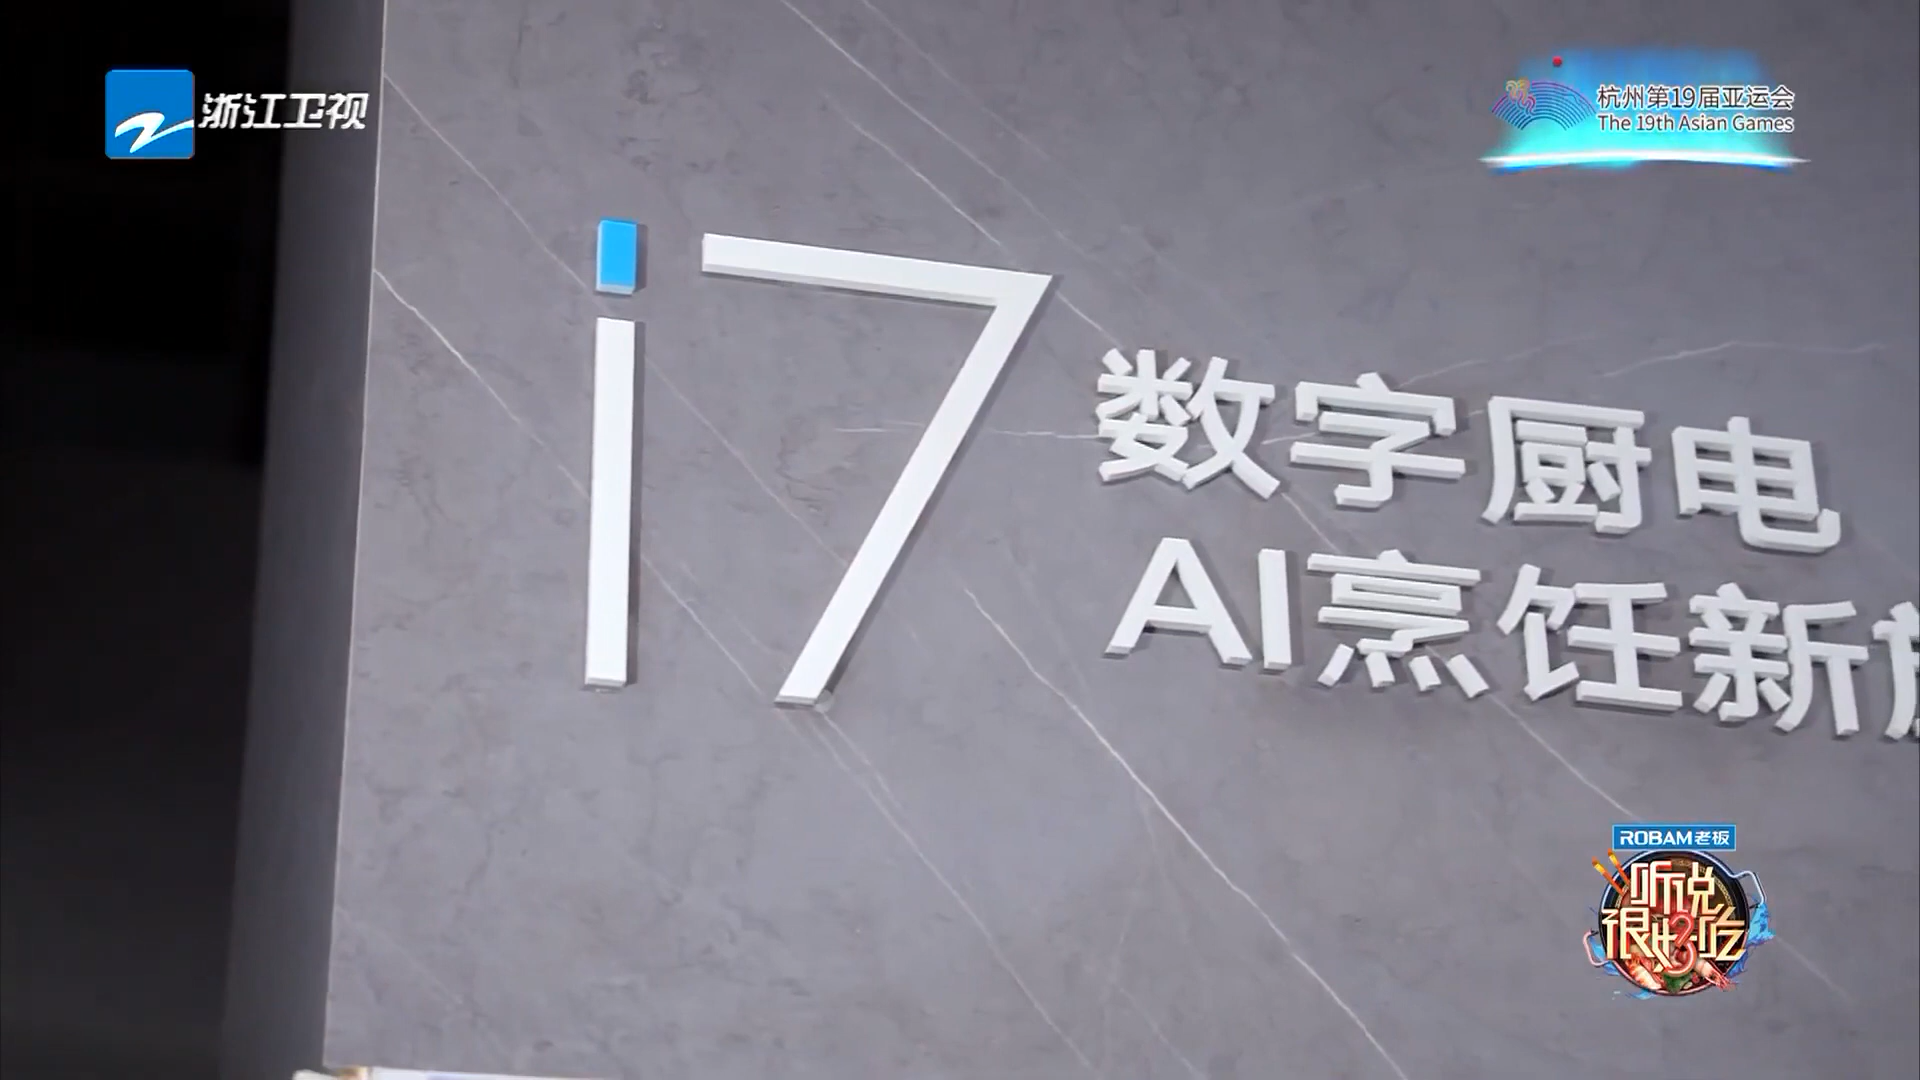 浙江卫视
杭州第19届亚运会
The 19th Asian Games
i7
数字厨电
AI烹饪新
ROBAM老板
听说
很好吃
3